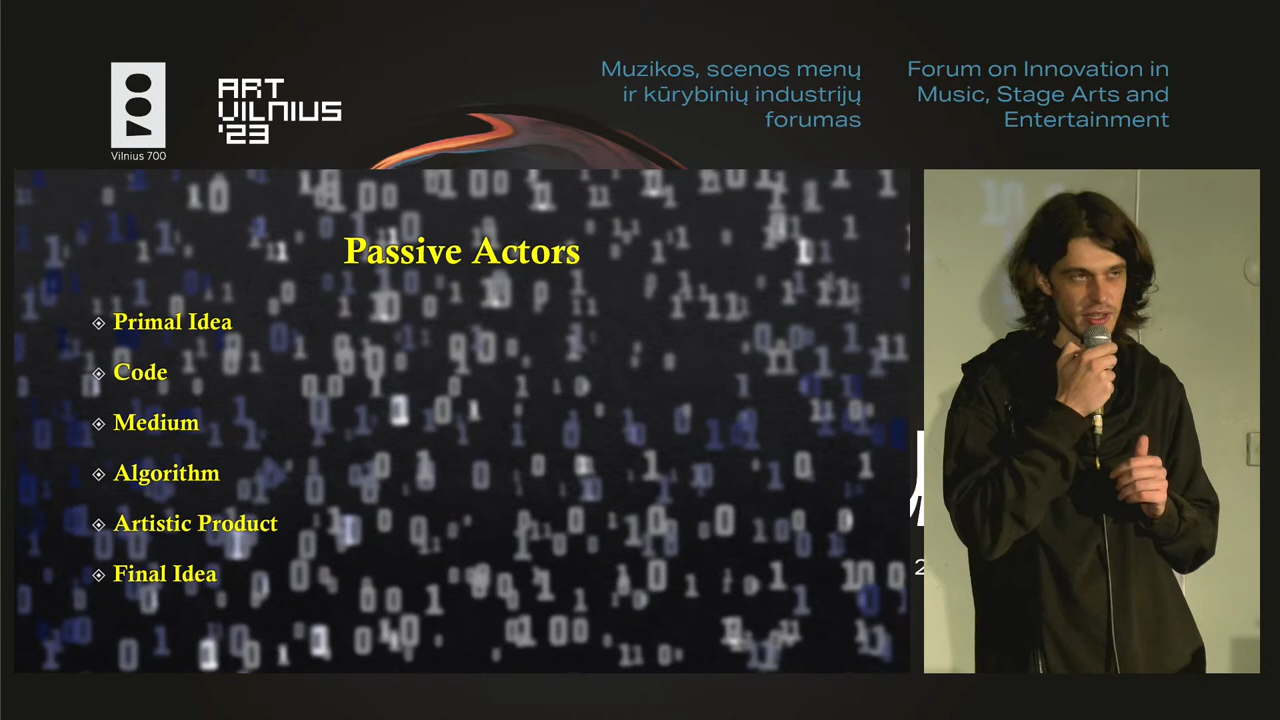 Vilnius 700
ART
VILNIUS
'23
Muzikos, scenos menų
ir kūrybinių industrijų
forumas
Forum on Innovation in
Music, Stage Arts and
Entertainment
Passive Actors
Primal Idea
Code
Medium
Algorithm
Artistic Product
Final Idea